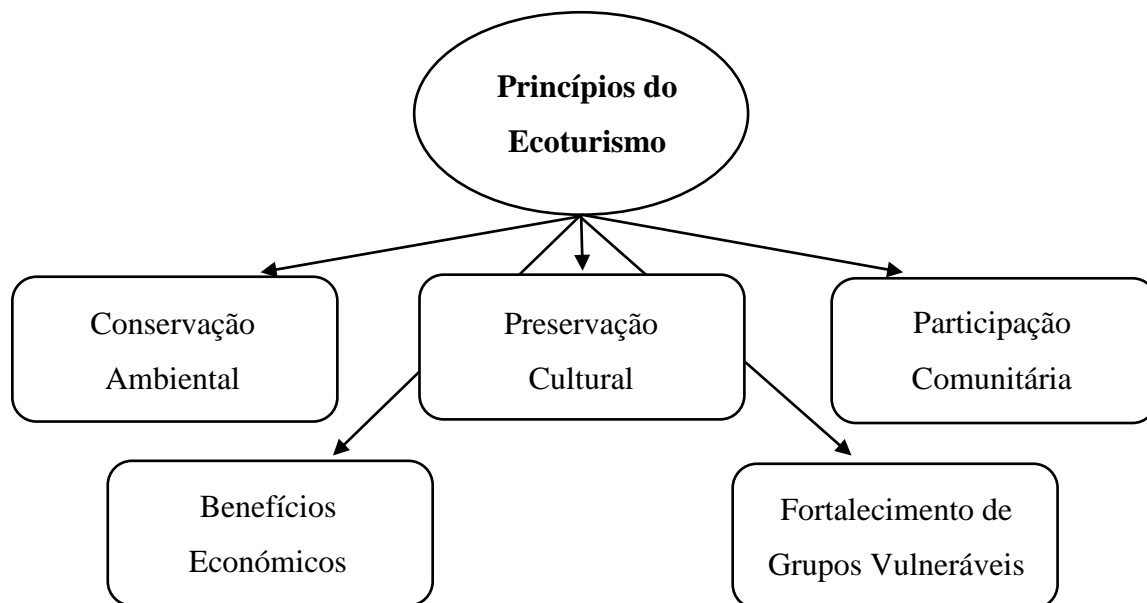 Princípios do
Ecoturismo
Conservação
Ambiental
Preservação
Cultural
Participação
Comunitária
Benefícios
Económicos
Fortalecimento de
Grupos Vulneráveis